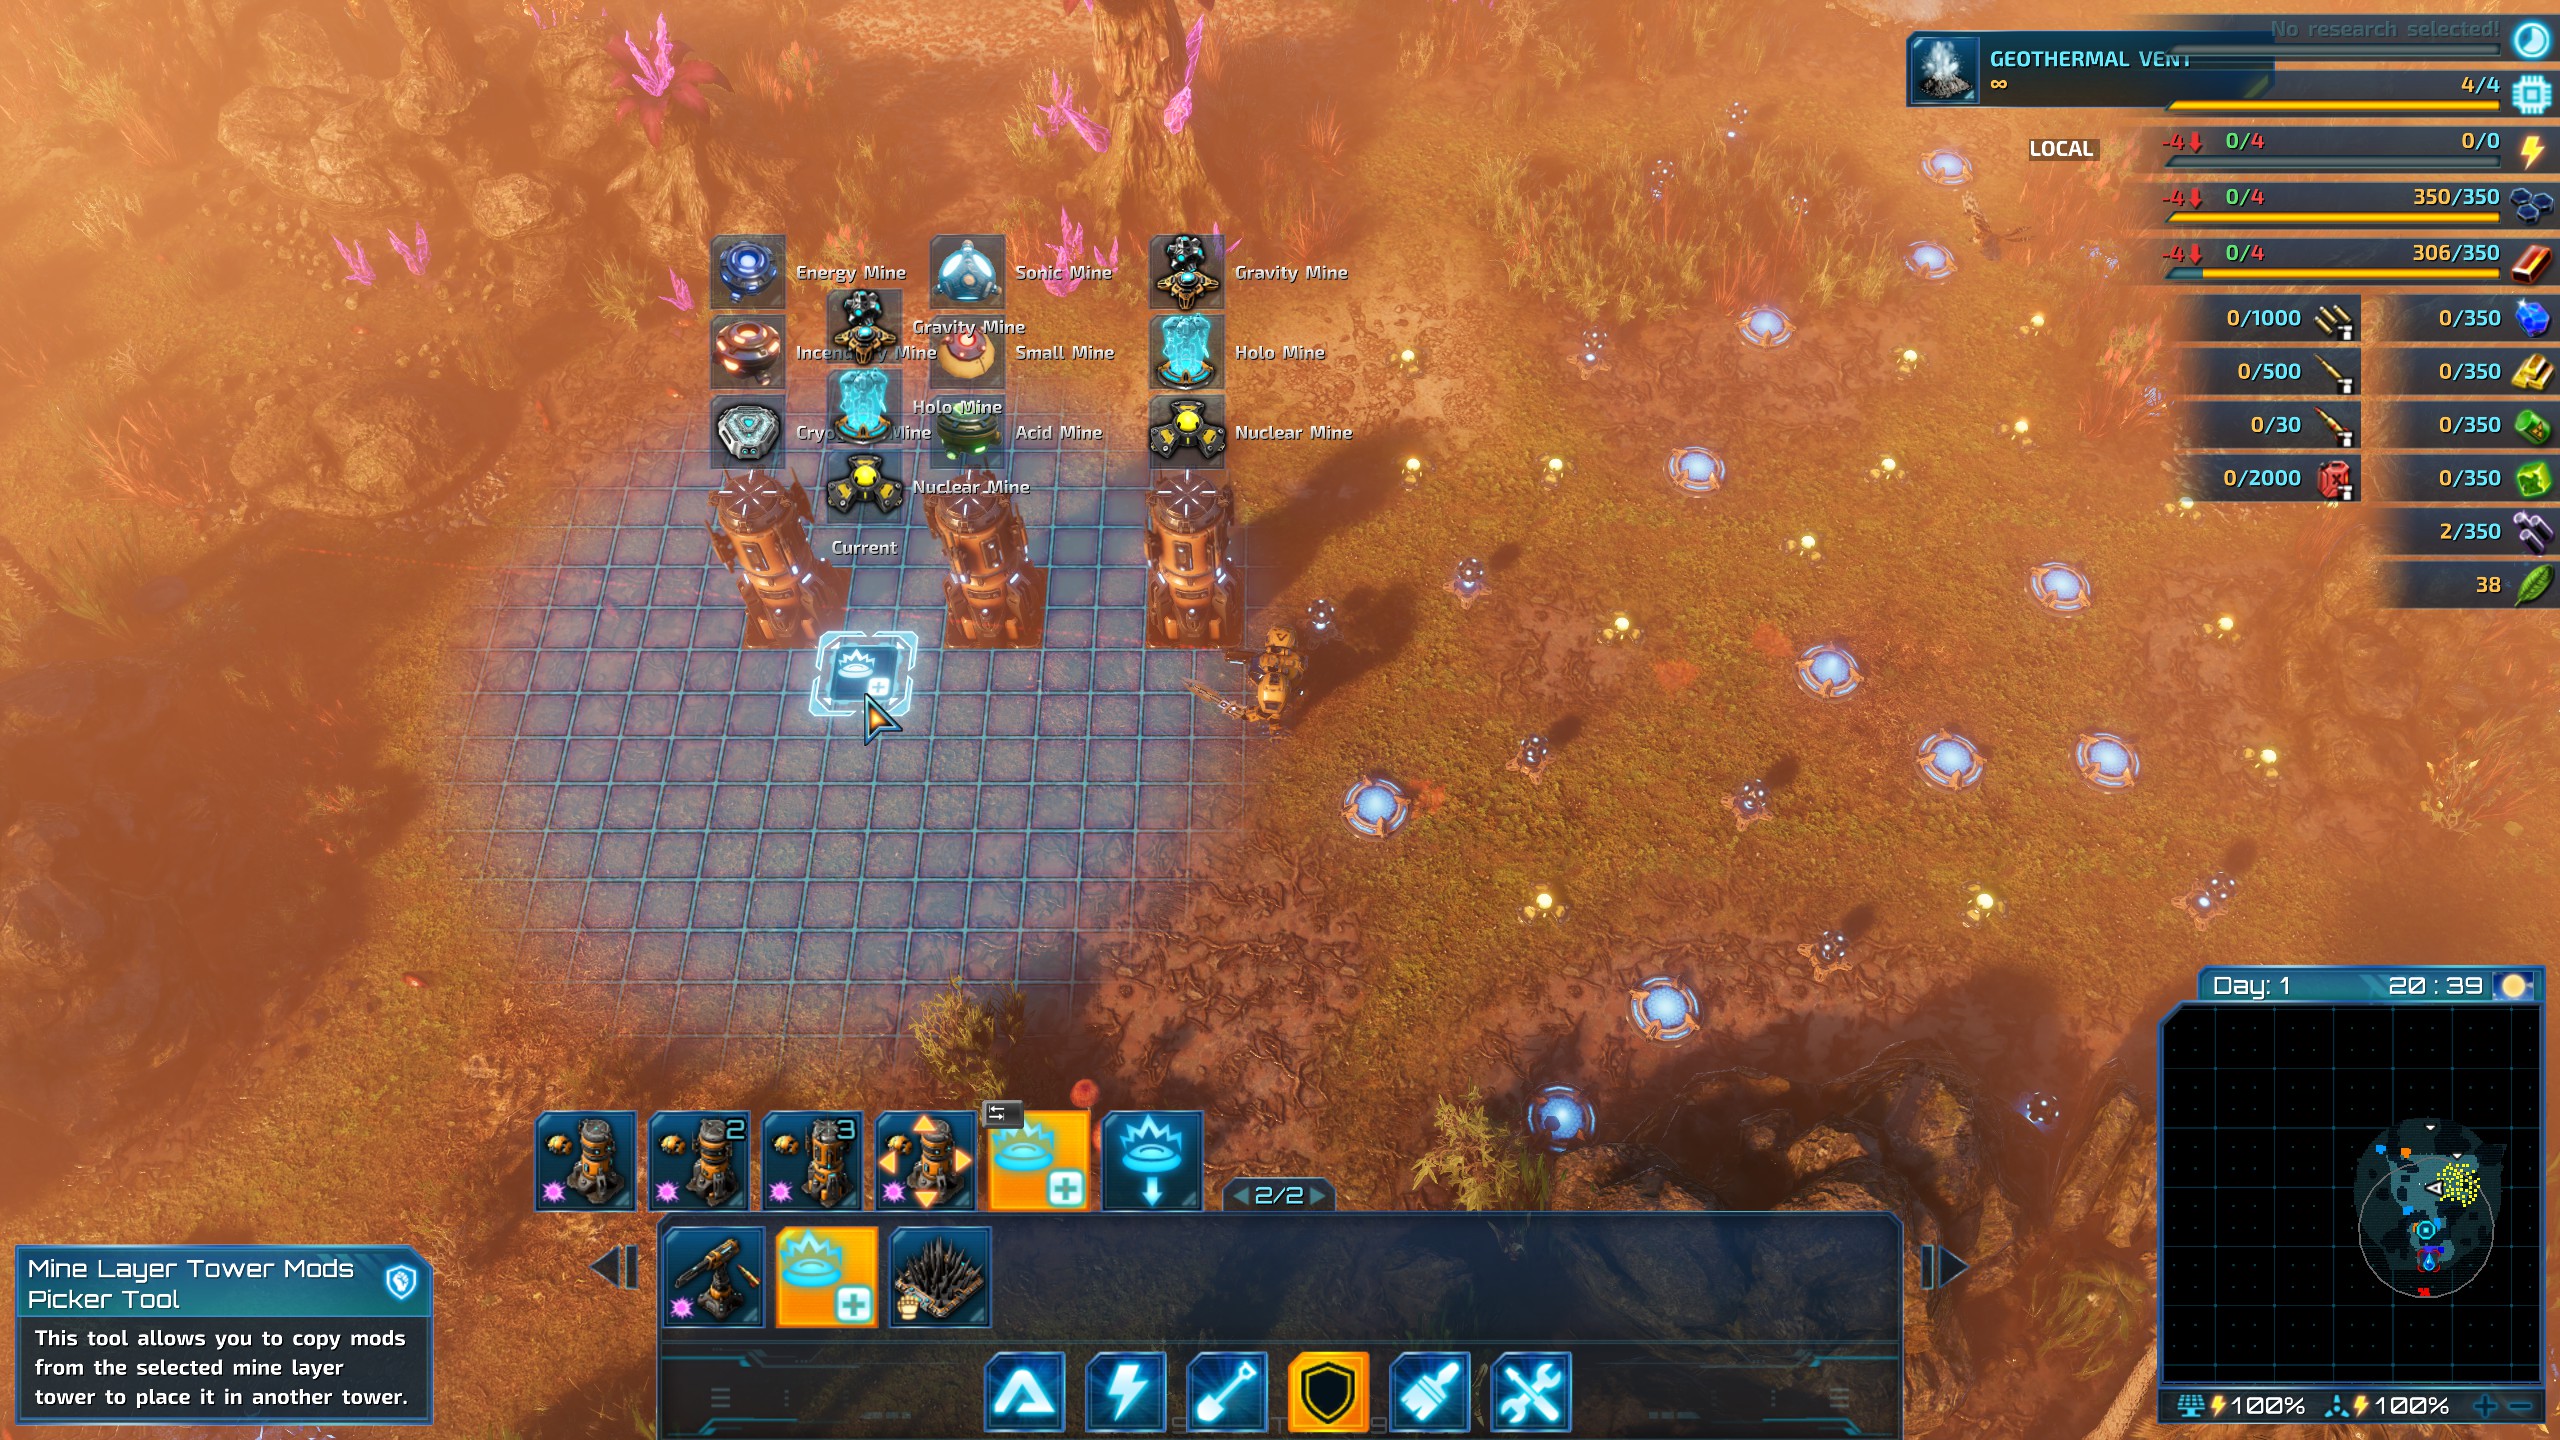 No research selected!
GEOTHERMAL VENT
∞
4/4
LOCAL
-4 0/4 0/0
-4 0/4 350/350
-4 0/4 306/350
0/1000 0/350
0/500 0/350
0/30 0/350
0/2000 0/350
2/350
38
Energy Mine
Sonic Mine
Gravity Mine
Gravity Mine
Mine
Small Mine
Holo Mine
Holo Mine
Mine
Acid Mine
Nuclear Mine
Nuclear Mine
Current
Day: 1 20:39
2
3
2/2
Mine Layer Tower Mods
Picker Tool
This tool allows you to copy mods
from the selected mine layer
tower to place it in another tower.
100% 100%